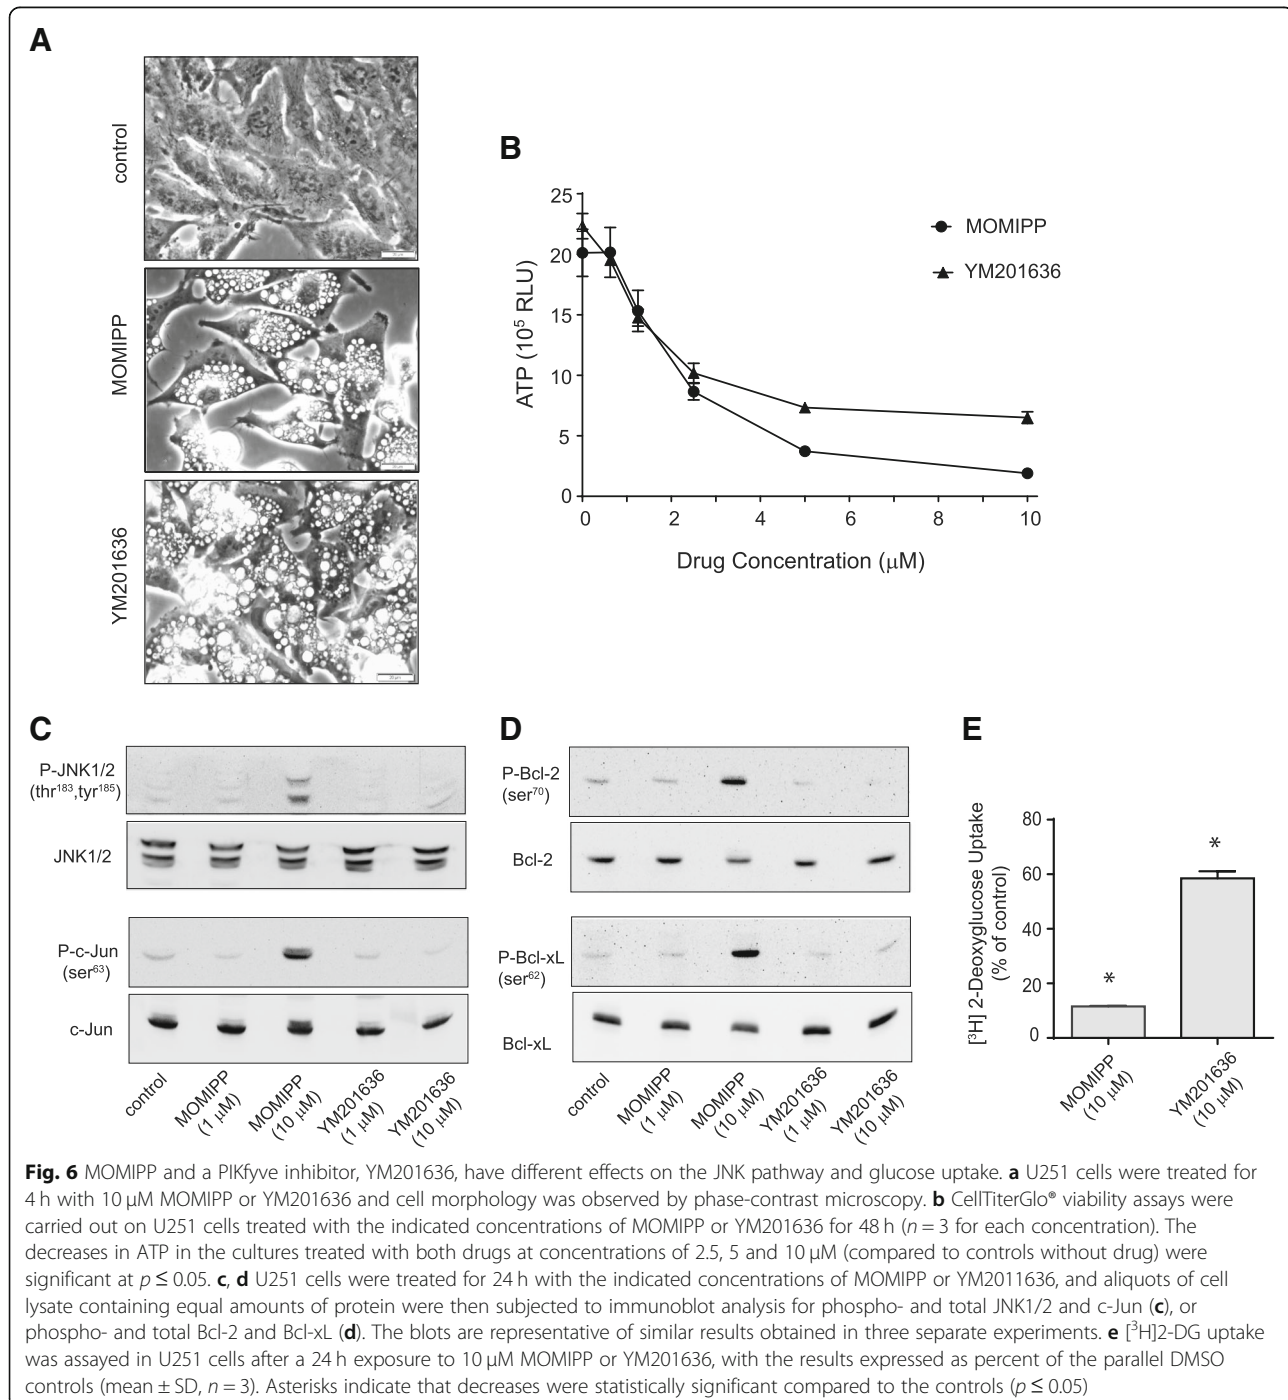 A
control
MOMIPP
YM201636
B
25
20
15
10
5
0
ATP (10⁵ RLU)
0 2 4 6 8 10
Drug Concentration (μM)
MOMIPP
YM201636
C
P-JNK1/2
(thr¹⁸³,tyr¹⁸⁵)
JNK1/2
P-c-Jun
(ser⁶³)
c-Jun
control
MOMIPP
(1 μM)
MOMIPP
(10 μM)
YM201636
(1 μM)
YM201636
(10 μM)
D
P-Bcl-2
(ser⁷⁰)
Bcl-2
P-Bcl-xL
(ser⁶²)
Bcl-xL
control
MOMIPP
(1 μM)
MOMIPP
(10 μM)
YM201636
(1 μM)
YM201636
(10 μM)
E
[³H] 2-Deoxyglucose Uptake
(% of control)
80
60
40
20
0
*
*
MOMIPP
(10 μM)
YM201636
(10 μM)
Fig. 6 MOMIPP and a PIKfyve inhibitor, YM201636, have different effects on the JNK pathway and glucose uptake. a U251 cells were treated for
4 h with 10 μM MOMIPP or YM201636 and cell morphology was observed by phase-contrast microscopy. b CellTiterGlo® viability assays were
carried out on U251 cells treated with the indicated concentrations of MOMIPP or YM201636 for 48 h (n = 3 for each concentration). The
decreases in ATP in the cultures treated with both drugs at concentrations of 2.5, 5 and 10 μM (compared to controls without drug) were
significant at p ≤ 0.05. c, d U251 cells were treated for 24 h with the indicated concentrations of MOMIPP or YM2011636, and aliquots of cell
lysate containing equal amounts of protein were then subjected to immunoblot analysis for phospho- and total JNK1/2 and c-Jun (c), or
phospho- and total Bcl-2 and Bcl-xL (d). The blots are representative of similar results obtained in three separate experiments. e [³H]2-DG uptake
was assayed in U251 cells after a 24 h exposure to 10 μM MOMIPP or YM201636, with the results expressed as percent of the parallel DMSO
controls (mean ± SD, n = 3). Asterisks indicate that decreases were statistically significant compared to the controls (p ≤ 0.05)